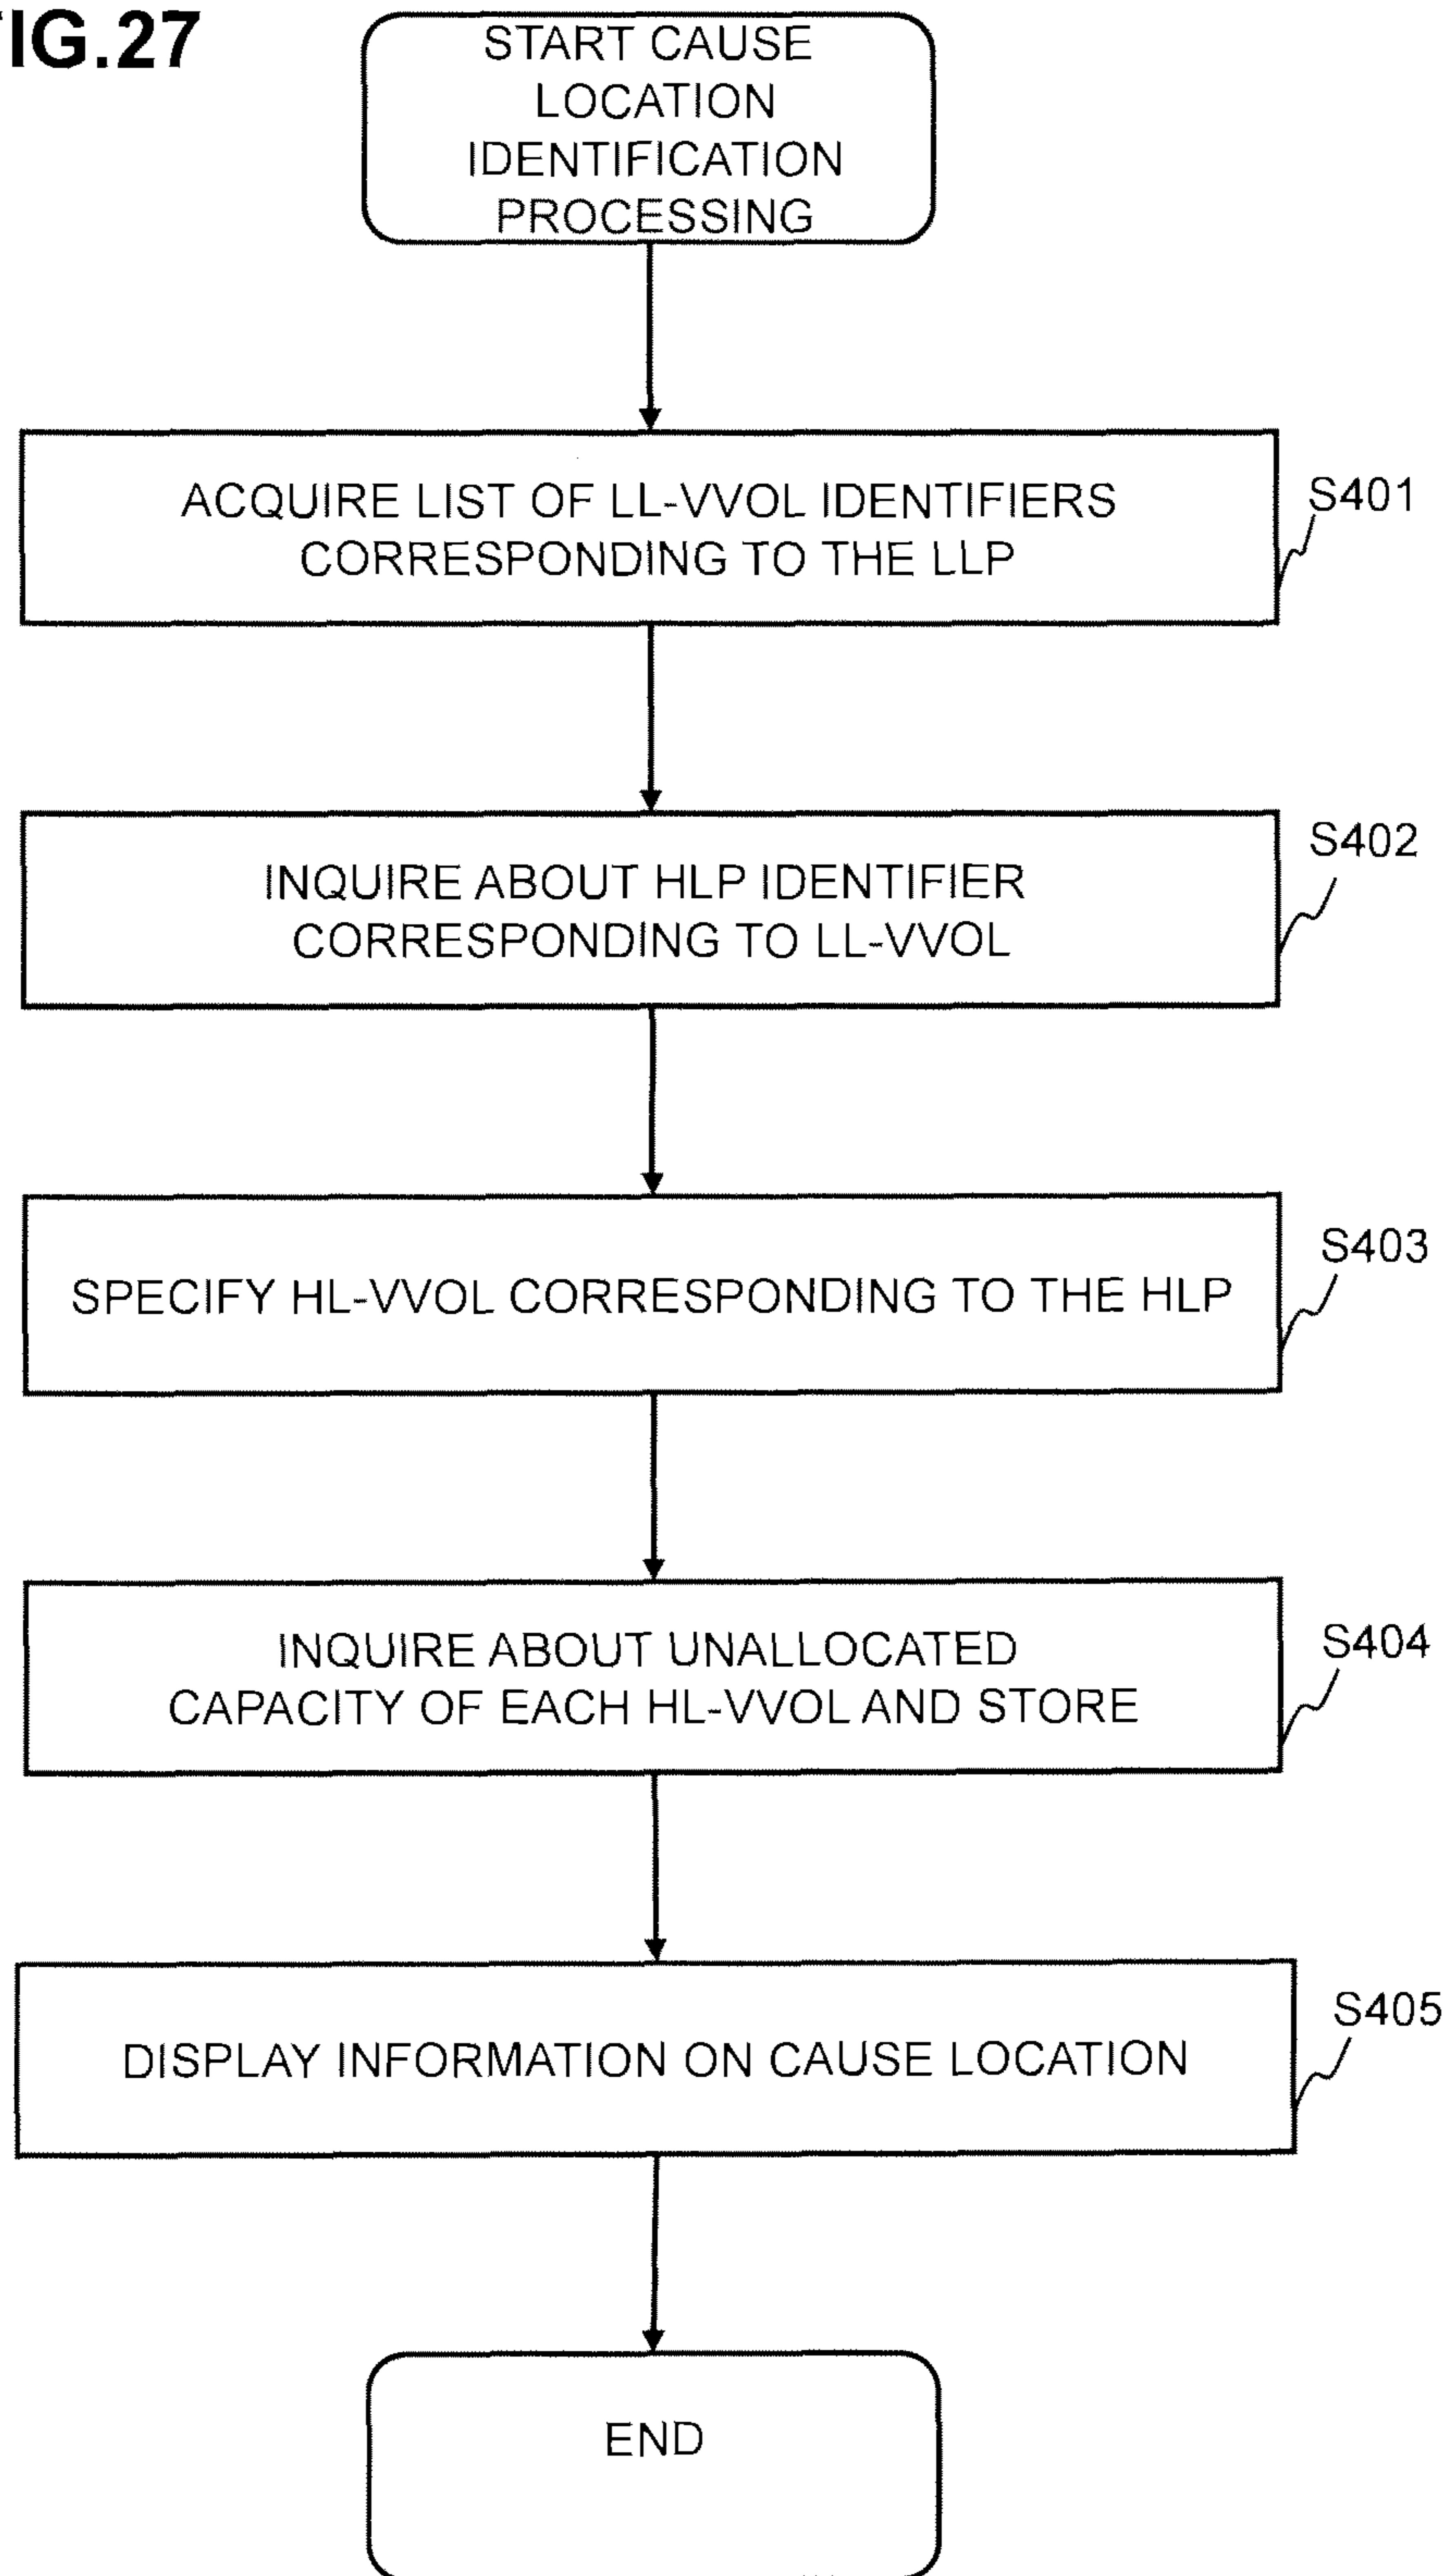 FIG.27
START CAUSE
LOCATION
IDENTIFICATION
PROCESSING
ACQUIRE LIST OF LL-VVOL IDENTIFIERS
CORRESPONDING TO THE LLP
S401
INQUIRE ABOUT HLP IDENTIFIER
CORRESPONDING TO LL-VVOL
S402
SPECIFY HL-VVOL CORRESPONDING TO THE HLP
S403
INQUIRE ABOUT UNALLOCATED
CAPACITY OF EACH HL-VVOL AND STORE
S404
DISPLAY INFORMATION ON CAUSE LOCATION
S405
END